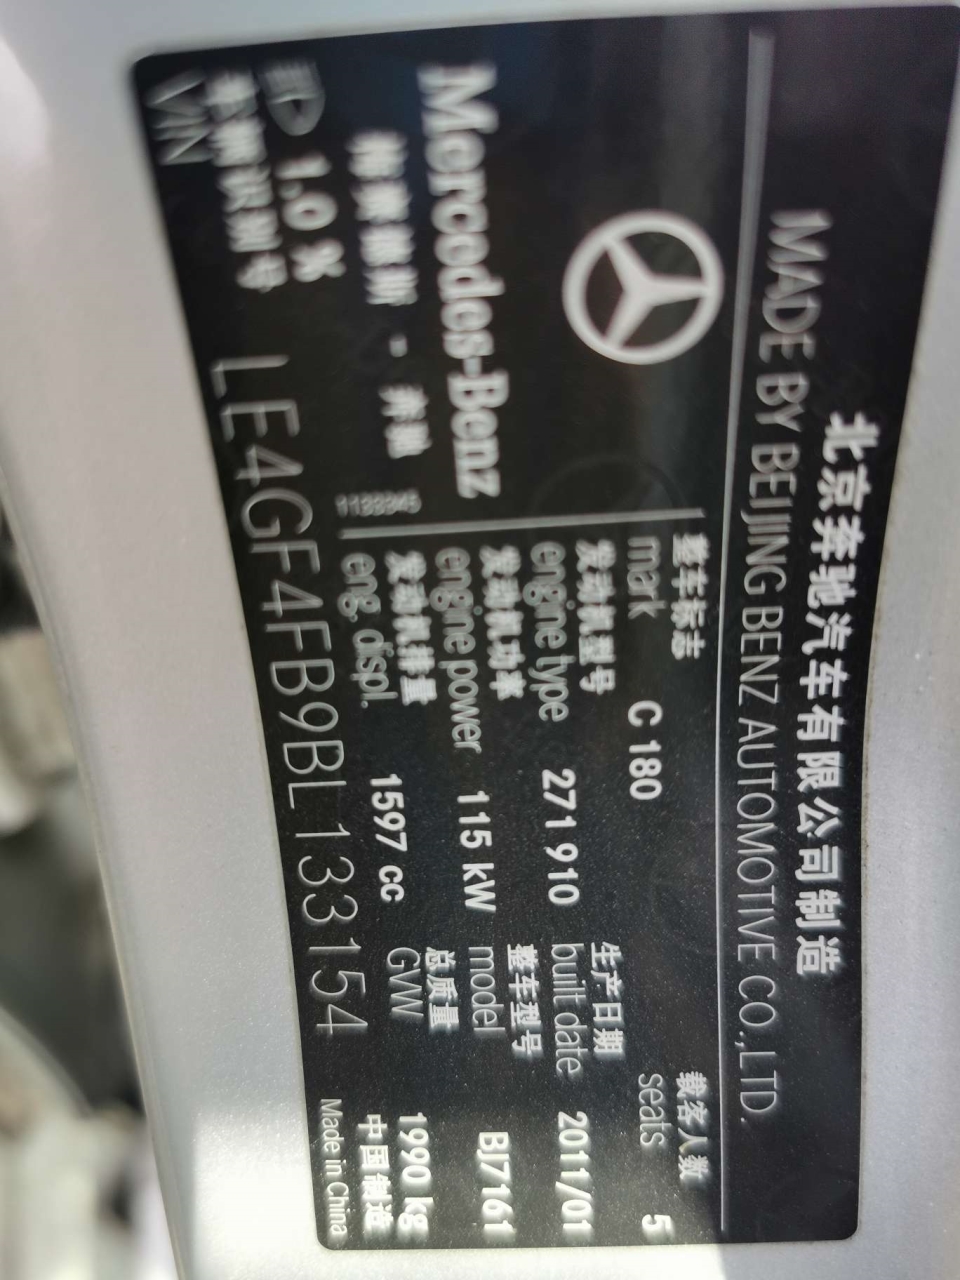 北京奔驰汽车有限公司制造
MADE BY BEIJING BENZ AUTOMOTIVE CO.,LTD.
Mercedes-Benz
梅赛德斯 - 奔驰
1133345
整车标志
mark C 180
载客人数
seats 5
发动机型号
engine type 271 910
生产日期
built date 2011/01
发动机功率
engine power 115 kW
整车型号
model BJ7161
发动机排量
eng. displ. 1597 cc
总质量
GVW 1990 kg
1.0 %
车辆识别号
VIN LE4GF4FB9BL133154
中国制造
Made in China